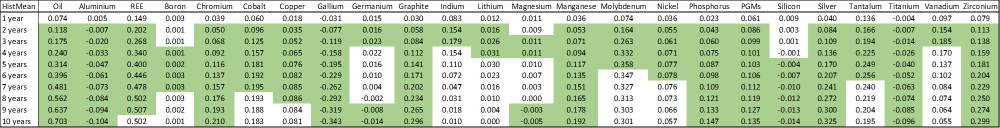 HistMean Oil Aluminium REE Boron Chromium Cobalt Copper Gallium Germanium Graphite Indium Lithium Magnesium Manganese Molybdenum Nickel Phosphorus PGMs Silicon Silver Tantalum Titanium Vanadium Zirconium
1 year 0.074 0.005 0.149 0.003 0.039 0.060 0.018 -0.031 0.015 0.030 0.083 0.012 0.011 0.036 0.074 0.036 0.023 0.061 0.009 0.040 0.136 -0.004 0.097 0.079
2 years 0.118 -0.007 0.202 0.001 0.050 0.096 0.035 -0.077 0.016 0.058 0.154 0.016 0.009 0.053 0.164 0.055 0.043 0.086 0.003 0.084 0.166 -0.007 0.154 0.113
3 years 0.175 -0.020 0.268 0.001 0.068 0.125 0.052 -0.119 0.023 0.084 0.179 0.026 0.011 0.071 0.263 0.061 0.060 0.099 0.001 0.109 0.194 -0.014 0.185 0.138
4 years 0.240 -0.033 0.340 0.001 0.092 0.157 0.065 -0.158 0.022 0.112 0.154 0.031 0.011 0.094 0.332 0.071 0.075 0.101 -0.001 0.136 0.225 -0.026 0.170 0.159
5 years 0.314 -0.047 0.400 0.002 0.116 0.181 0.076 -0.195 0.016 0.141 0.110 0.030 0.010 0.117 0.358 0.077 0.087 0.103 -0.004 0.170 0.249 -0.040 0.137 0.181
6 years 0.396 -0.061 0.446 0.003 0.137 0.192 0.082 -0.229 0.010 0.171 0.072 0.023 0.007 0.135 0.347 0.078 0.098 0.106 -0.007 0.207 0.256 -0.052 0.102 0.204
7 years 0.481 -0.073 0.478 0.003 0.157 0.195 0.085 -0.262 0.004 0.202 0.047 0.016 0.003 0.151 0.327 0.076 0.109 0.112 -0.010 0.241 0.240 -0.063 0.084 0.229
8 years 0.562 -0.084 0.502 0.003 0.176 0.193 0.086 -0.292 -0.002 0.234 0.031 0.010 0.000 0.165 0.313 0.073 0.121 0.119 -0.012 0.272 0.219 -0.074 0.074 0.250
9 years 0.637 -0.094 0.507 0.002 0.193 0.188 0.084 -0.319 -0.008 0.265 0.018 0.004 -0.003 0.178 0.303 0.066 0.133 0.127 -0.013 0.300 0.204 -0.085 0.064 0.274
10 years 0.703 -0.104 0.502 0.001 0.210 0.183 0.081 -0.343 -0.014 0.296 0.010 0.000 -0.005 0.192 0.301 0.057 0.147 0.135 -0.014 0.325 0.195 -0.096 0.055 0.299